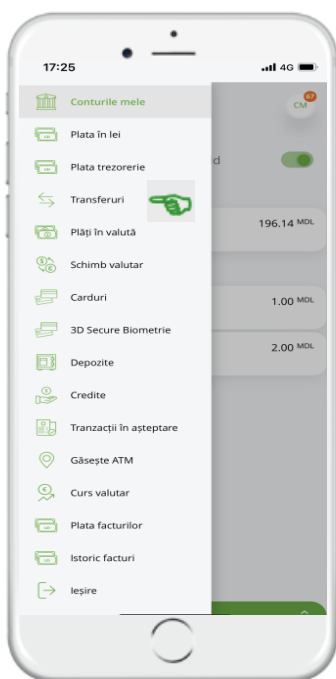 17:25
4G
Conturile mele
CM
67
Plata în lei
Plata trezorerie
d
Transferuri
196.14 MDL
Plăți în valută
Schimb valutar
Carduri
1.00 MDL
3D Secure Biometrie
2.00 MDL
Depozite
Credite
Tranzacții în așteptare
Găsește ATM
Curs valutar
Plata facturilor
Istoric facturi
Ieșire